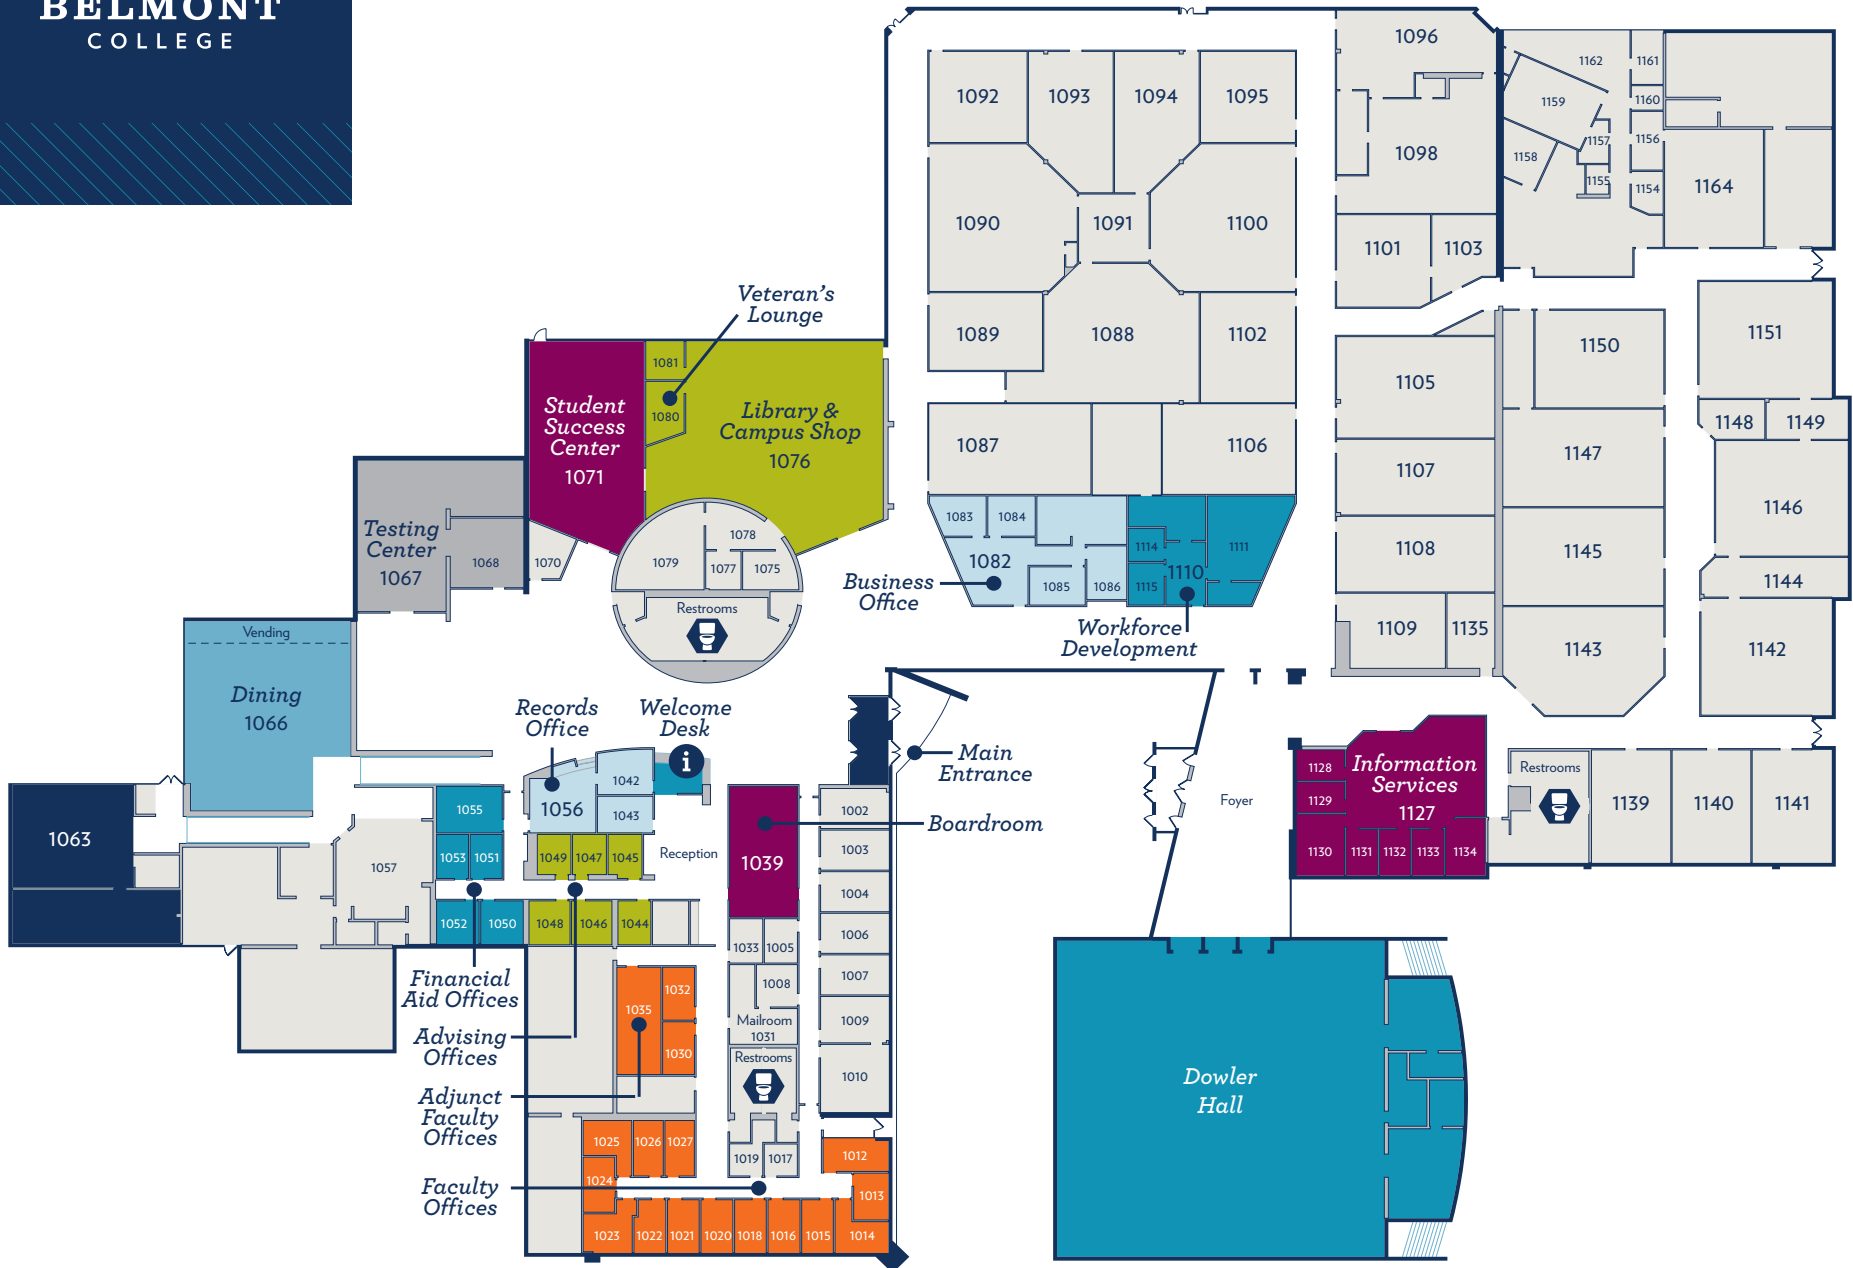 BELMONT
COLLEGE
1096
1162
1161
1092
1093
1094
1095
1159
1160
1098
1157
1156
1158
1155
1154
1164
1090
1091
1100
1101
1103
Veteran's
Lounge
1089
1088
1102
1151
1150
1081
1080
1105
Student
Success
Center
1071
Library &
Campus Shop
1076
1087
1106
1148
1149
1147
1107
1146
Testing
Center
1067
1068
1070
1079
1078
1077
1075
1083
1084
1082
1085
1086
1114
1115
1110
1111
1108
1145
1144
Business
Office
Workforce
Development
Restrooms
1109
1135
1143
1142
Vending
Dining
1066
Records
Office
Welcome
Desk
i
Main
Entrance
1042
1056
1043
1055
1053
1051
1049
1047
1045
Reception
1039
Boardroom
1002
1003
1004
1006
1007
1009
1010
Foyer
1128
1129
1130
1131
1132
1133
1134
Information
Services
1127
Restrooms
1139
1140
1141
1063
1057
1052
1050
1048
1046
1044
1033
1005
1008
Mailroom
1031
Restrooms
Financial
Aid Offices
1035
1032
1030
Advising
Offices
Adjunct
Faculty
Offices
Dowler
Hall
1025
1026
1027
1024
1019
1017
1012
1013
Faculty
Offices
1023
1022
1021
1020
1018
1016
1015
1014